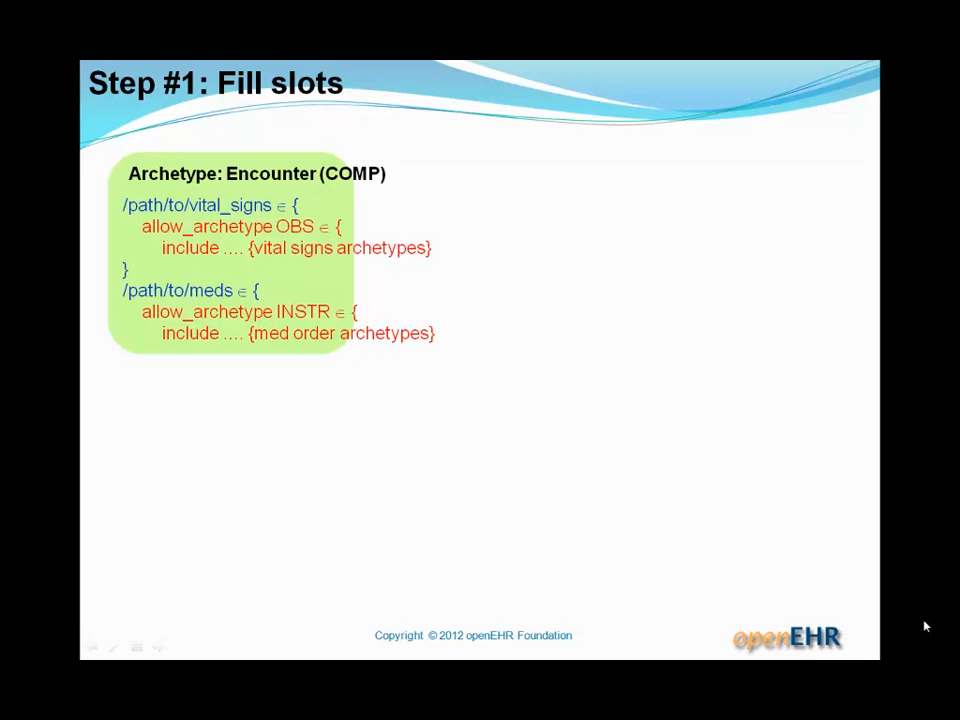 Step #1: Fill slots
Archetype: Encounter (COMP)
/path/to/vital_signs ∈ {
allow_archetype OBS ∈ {
include .... {vital signs archetypes}
}
/path/to/meds ∈ {
allow_archetype INSTR ∈ {
include .... {med order archetypes}
Copyright © 2012 openEHR Foundation
openEHR